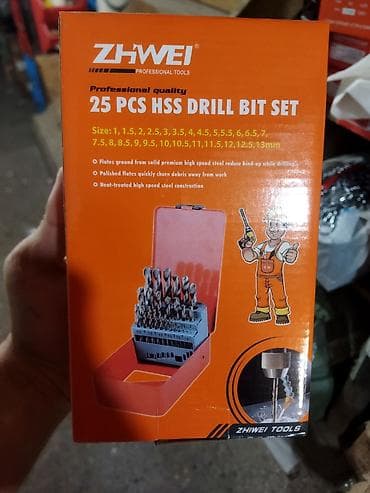 ZHWEI®
PROFESSIONAL TOOLS
Professional quality
25 PCS HSS DRILL BIT SET
Size: 1, 1.5, 2, 2.5, 3, 3.5, 4, 4.5, 5,5.5, 6, 6.5, 7,
7.5, 8, 8.5, 9, 9.5, 10,10.5,11,11.5,12,12.5,13mm
• Flutes ground from solid premium high speed steel reduce bind-up while drilling
• Polished flutes quickly churn debris away from work
• Heat-treated high speed steel construction
ZHIWEI TOOLS